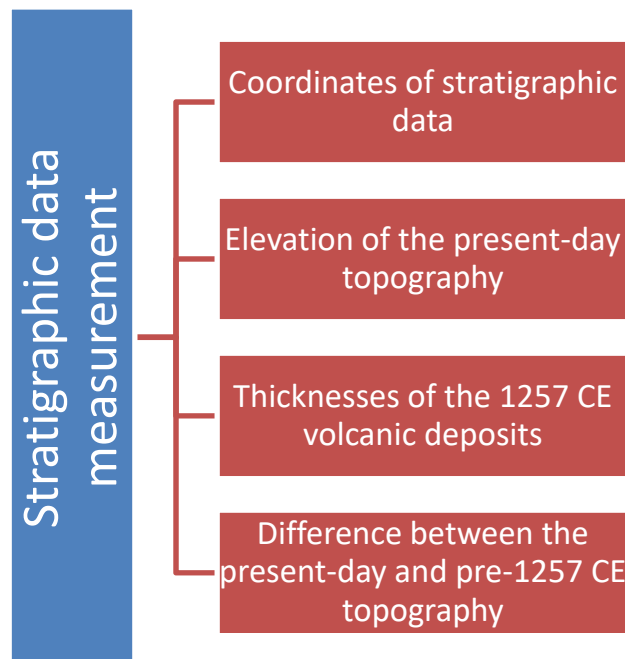 Stratigraphic data
measurement
Coordinates of stratigraphic
data
Elevation of the present-day
topography
Thicknesses of the 1257 CE
volcanic deposits
Difference between the
present-day and pre-1257 CE
topography